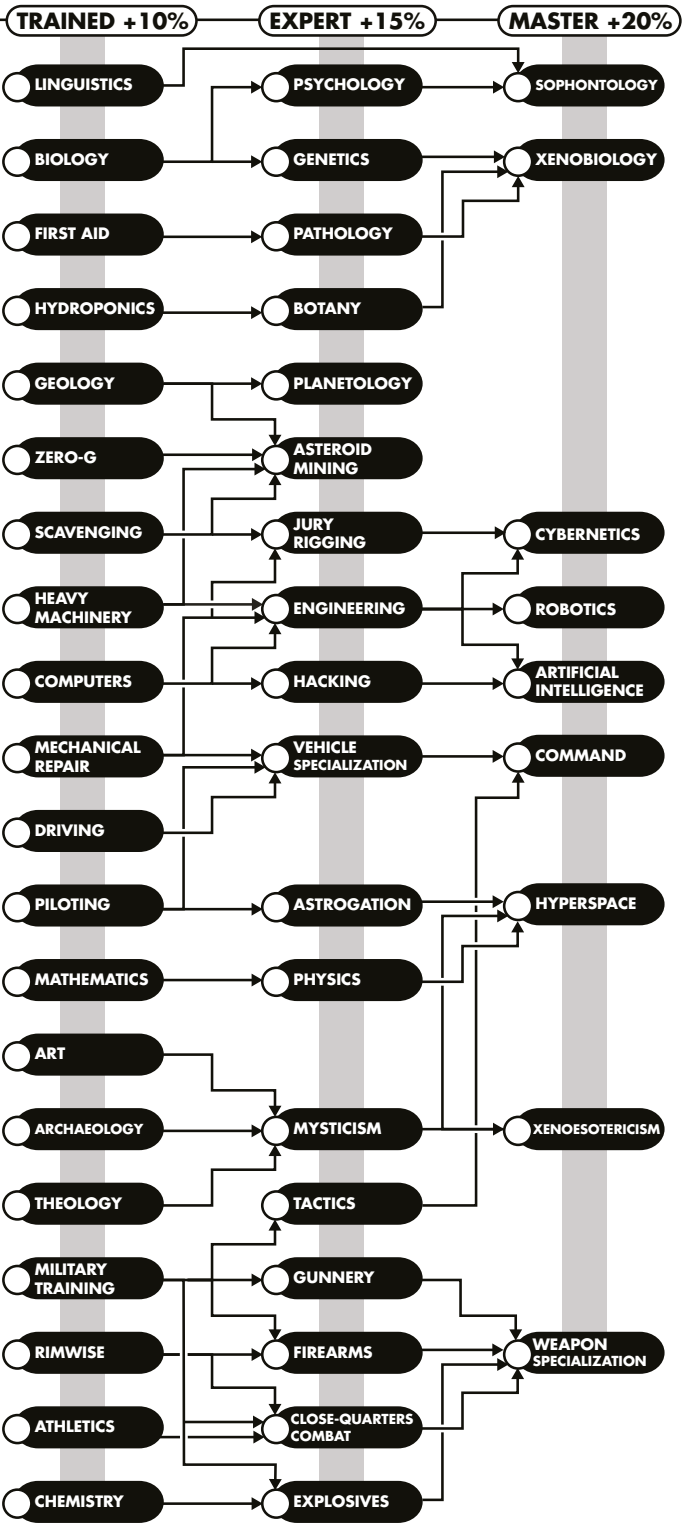 TRAINED +10%
EXPERT +15%
MASTER +20%
LINGUISTICS
PSYCHOLOGY
SOPHONTOLOGY
BIOLOGY
GENETICS
XENOBIOLOGY
FIRST AID
PATHOLOGY
HYDROPONICS
BOTANY
GEOLOGY
PLANETOLOGY
ZERO-G
ASTEROID
MINING
SCAVENGING
JURY
RIGGING
CYBERNETICS
HEAVY
MACHINERY
ENGINEERING
ROBOTICS
COMPUTERS
HACKING
ARTIFICIAL
INTELLIGENCE
MECHANICAL
REPAIR
VEHICLE
SPECIALIZATION
COMMAND
DRIVING
PILOTING
ASTROGATION
HYPERSPACE
MATHEMATICS
PHYSICS
ART
ARCHAEOLOGY
MYSTICISM
XENOESOTERICISM
THEOLOGY
TACTICS
MILITARY
TRAINING
GUNNERY
RIMWISE
FIREARMS
WEAPON
SPECIALIZATION
ATHLETICS
CLOSE-QUARTERS
COMBAT
CHEMISTRY
EXPLOSIVES